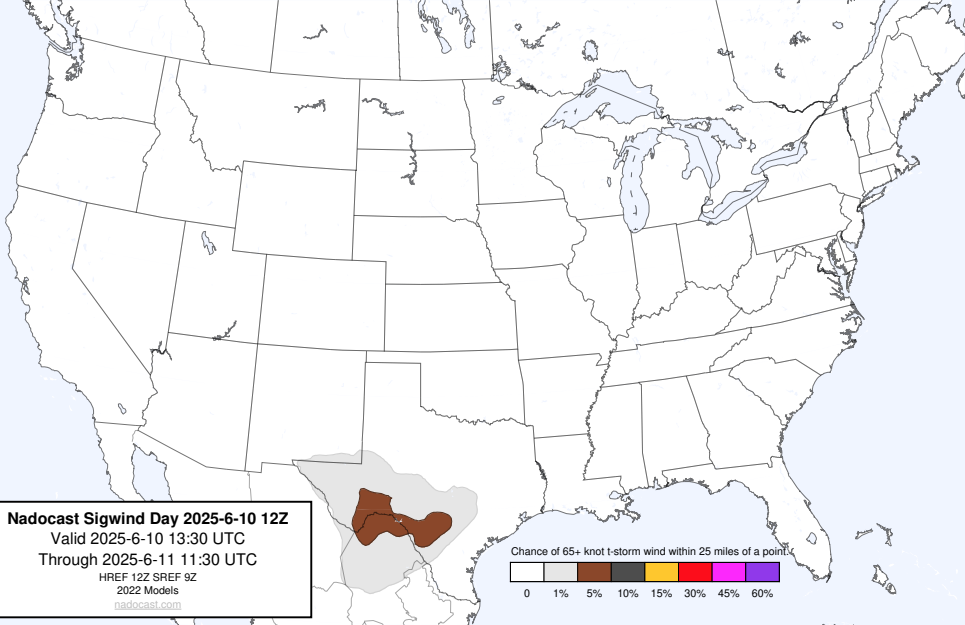 Nadocast Sigwind Day 2025-6-10 12Z
Valid 2025-6-10 13:30 UTC
Through 2025-6-11 11:30 UTC
HREF 12Z SREF 9Z
2022 Models
nadocast.com
Chance of 65+ knot t-storm wind within 25 miles of a point.
0 1% 5% 10% 15% 30% 45% 60%